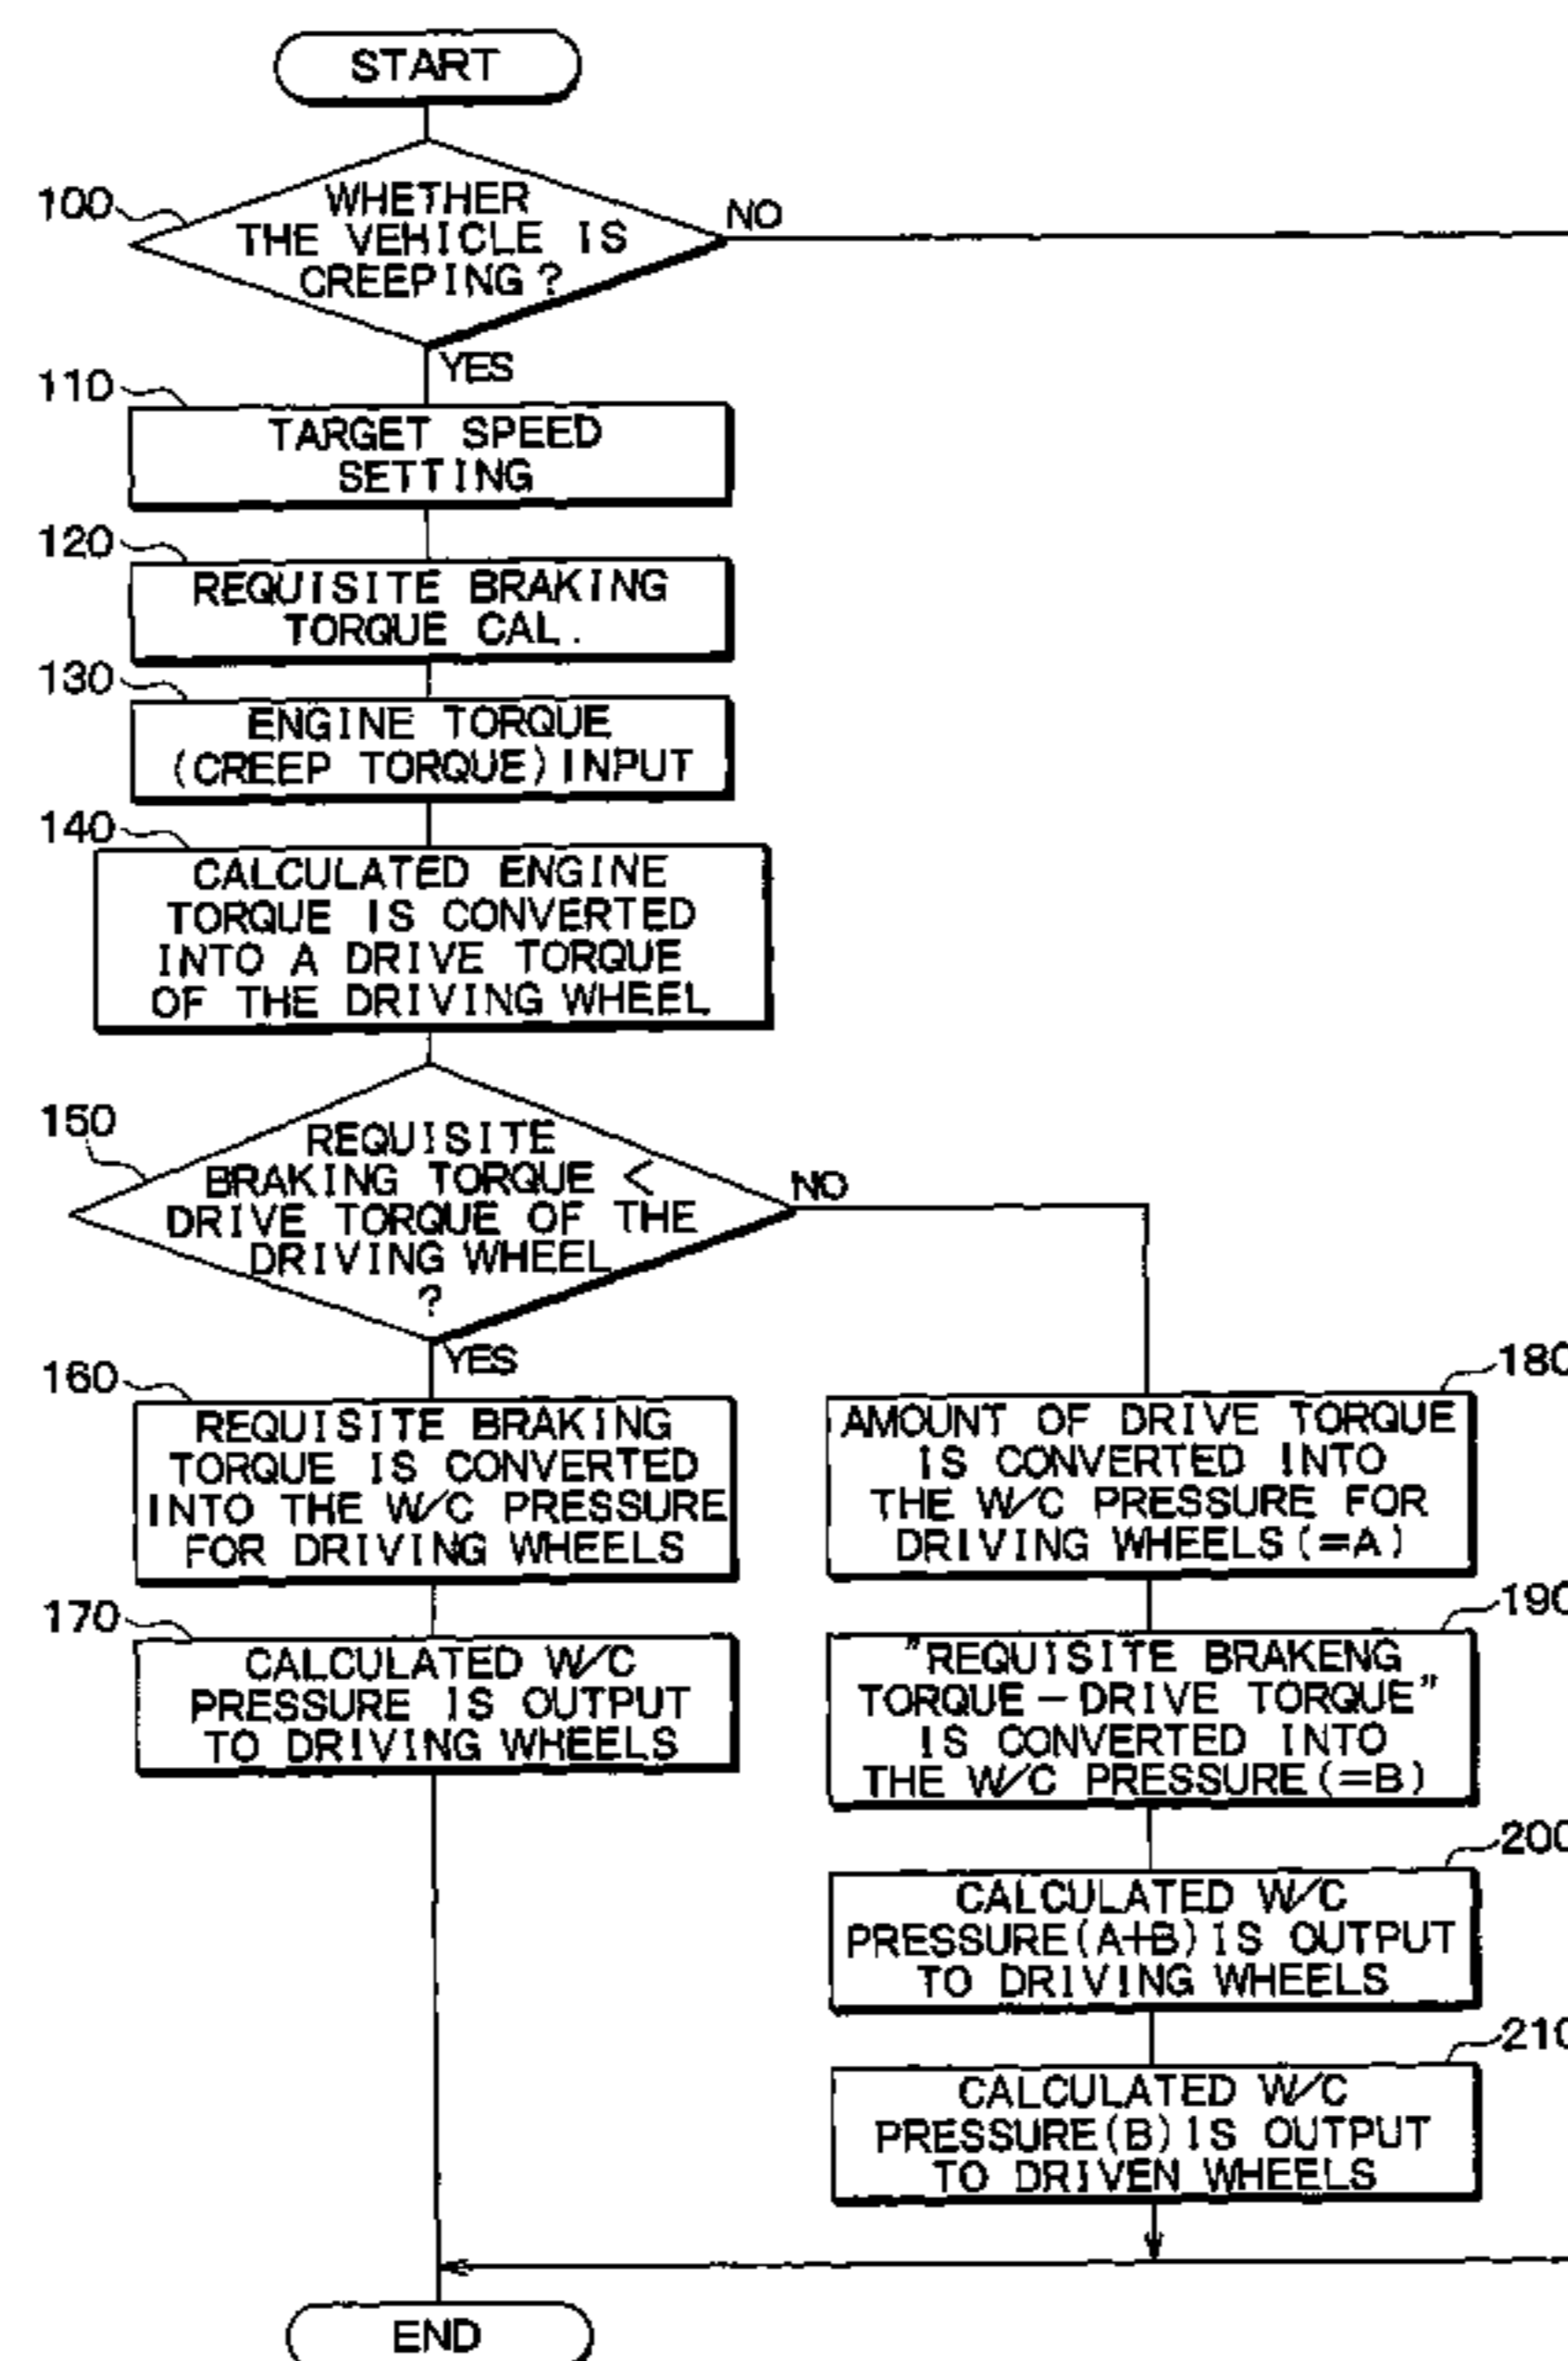 START
100
WHETHER
THE VEHICLE IS
CREEPING?
NO
YES
110
TARGET SPEED
SETTING
120
REQUISITE BRAKING
TORQUE CAL.
130
ENGINE TORQUE
(CREEP TORQUE) INPUT
140
CALCULATED ENGINE
TORQUE IS CONVERTED
INTO A DRIVE TORQUE
OF THE DRIVING WHEEL
150
REQUISITE
BRAKING TORQUE <
DRIVE TORQUE OF THE
DRIVING WHEEL
?
NO
YES
160
REQUISITE BRAKING
TORQUE IS CONVERTED
INTO THE W/C PRESSURE
FOR DRIVING WHEELS
170
CALCULATED W/C
PRESSURE IS OUTPUT
TO DRIVING WHEELS
180
AMOUNT OF DRIVE TORQUE
IS CONVERTED INTO
THE W/C PRESSURE FOR
DRIVING WHEELS (=A)
190
"REQUISITE BRAKENG
TORQUE – DRIVE TORQUE"
IS CONVERTED INTO
THE W/C PRESSURE (=B)
200
CALCULATED W/C
PRESSURE (A+B) IS OUTPUT
TO DRIVING WHEELS
210
CALCULATED W/C
PRESSURE (B) IS OUTPUT
TO DRIVEN WHEELS
END